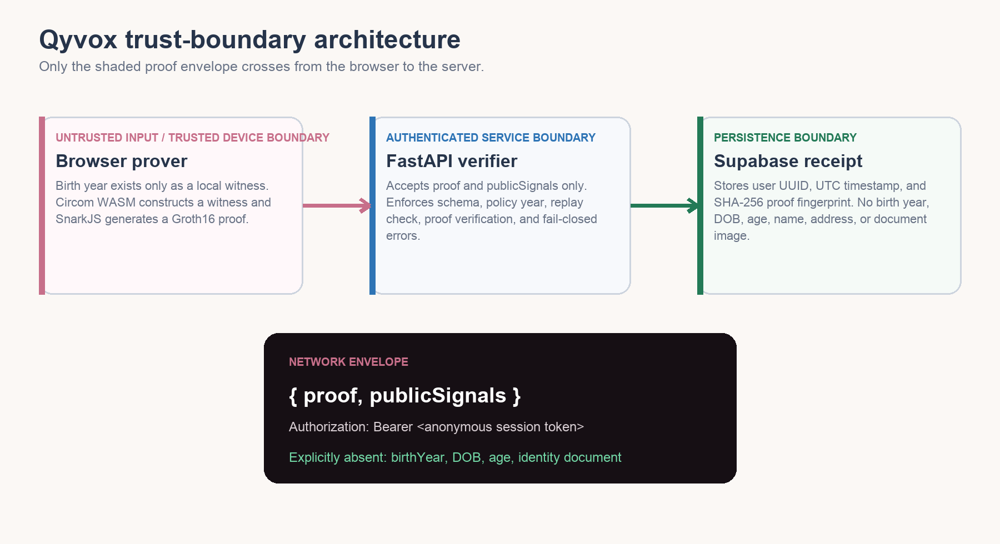 Qyvox trust-boundary architecture
Only the shaded proof envelope crosses from the browser to the server.
UNTRUSTED INPUT / TRUSTED DEVICE BOUNDARY
Browser prover
Birth year exists only as a local witness.
Circom WASM constructs a witness and
SnarkJS generates a Groth16 proof.
AUTHENTICATED SERVICE BOUNDARY
FastAPI verifier
Accepts proof and publicSignals only.
Enforces schema, policy year, replay
check, proof verification, and fail-closed
errors.
PERSISTENCE BOUNDARY
Supabase receipt
Stores user UUID, UTC timestamp, and
SHA-256 proof fingerprint. No birth year,
DOB, age, name, address, or document
image.
NETWORK ENVELOPE
{ proof, publicSignals }
Authorization: Bearer <anonymous session token>
Explicitly absent: birthYear, DOB, age, identity document